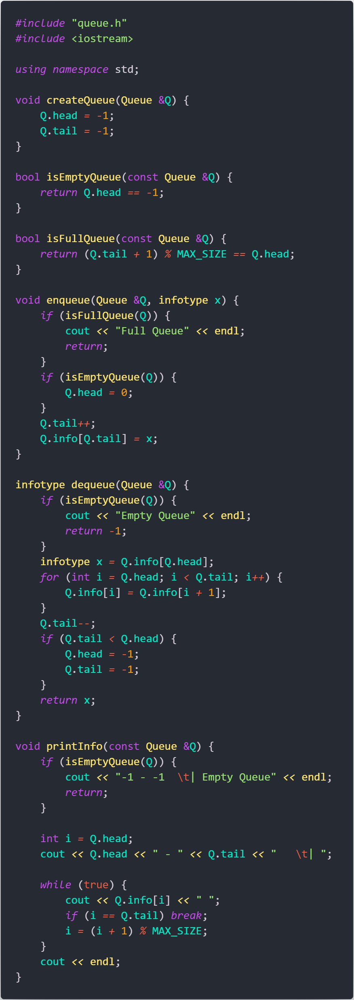 #include "queue.h"
#include <iostream>

using namespace std;

void createQueue(Queue &Q) {
    Q.head = -1;
    Q.tail = -1;
}

bool isEmptyQueue(const Queue &Q) {
    return Q.head == -1;
}

bool isFullQueue(const Queue &Q) {
    return (Q.tail + 1) % MAX_SIZE == Q.head;
}

void enqueue(Queue &Q, infotype x) {
    if (isFullQueue(Q)) {
        cout << "Full Queue" << endl;
        return;
    }
    if (isEmptyQueue(Q)) {
        Q.head = 0;
    }
    Q.tail++;
    Q.info[Q.tail] = x;
}

infotype dequeue(Queue &Q) {
    if (isEmptyQueue(Q)) {
        cout << "Empty Queue" << endl;
        return -1;
    }
    infotype x = Q.info[Q.head];
    for (int i = Q.head; i < Q.tail; i++) {
        Q.info[i] = Q.info[i + 1];
    }
    Q.tail--;
    if (Q.tail < Q.head) {
        Q.head = -1;
        Q.tail = -1;
    }
    return x;
}

void printInfo(const Queue &Q) {
    if (isEmptyQueue(Q)) {
        cout << "-1 - -1  \t| Empty Queue" << endl;
        return;
    }

    int i = Q.head;
    cout << Q.head << " - " << Q.tail << "   \t| ";

    while (true) {
        cout << Q.info[i] << " ";
        if (i == Q.tail) break;
        i = (i + 1) % MAX_SIZE;
    }
    cout << endl;
}